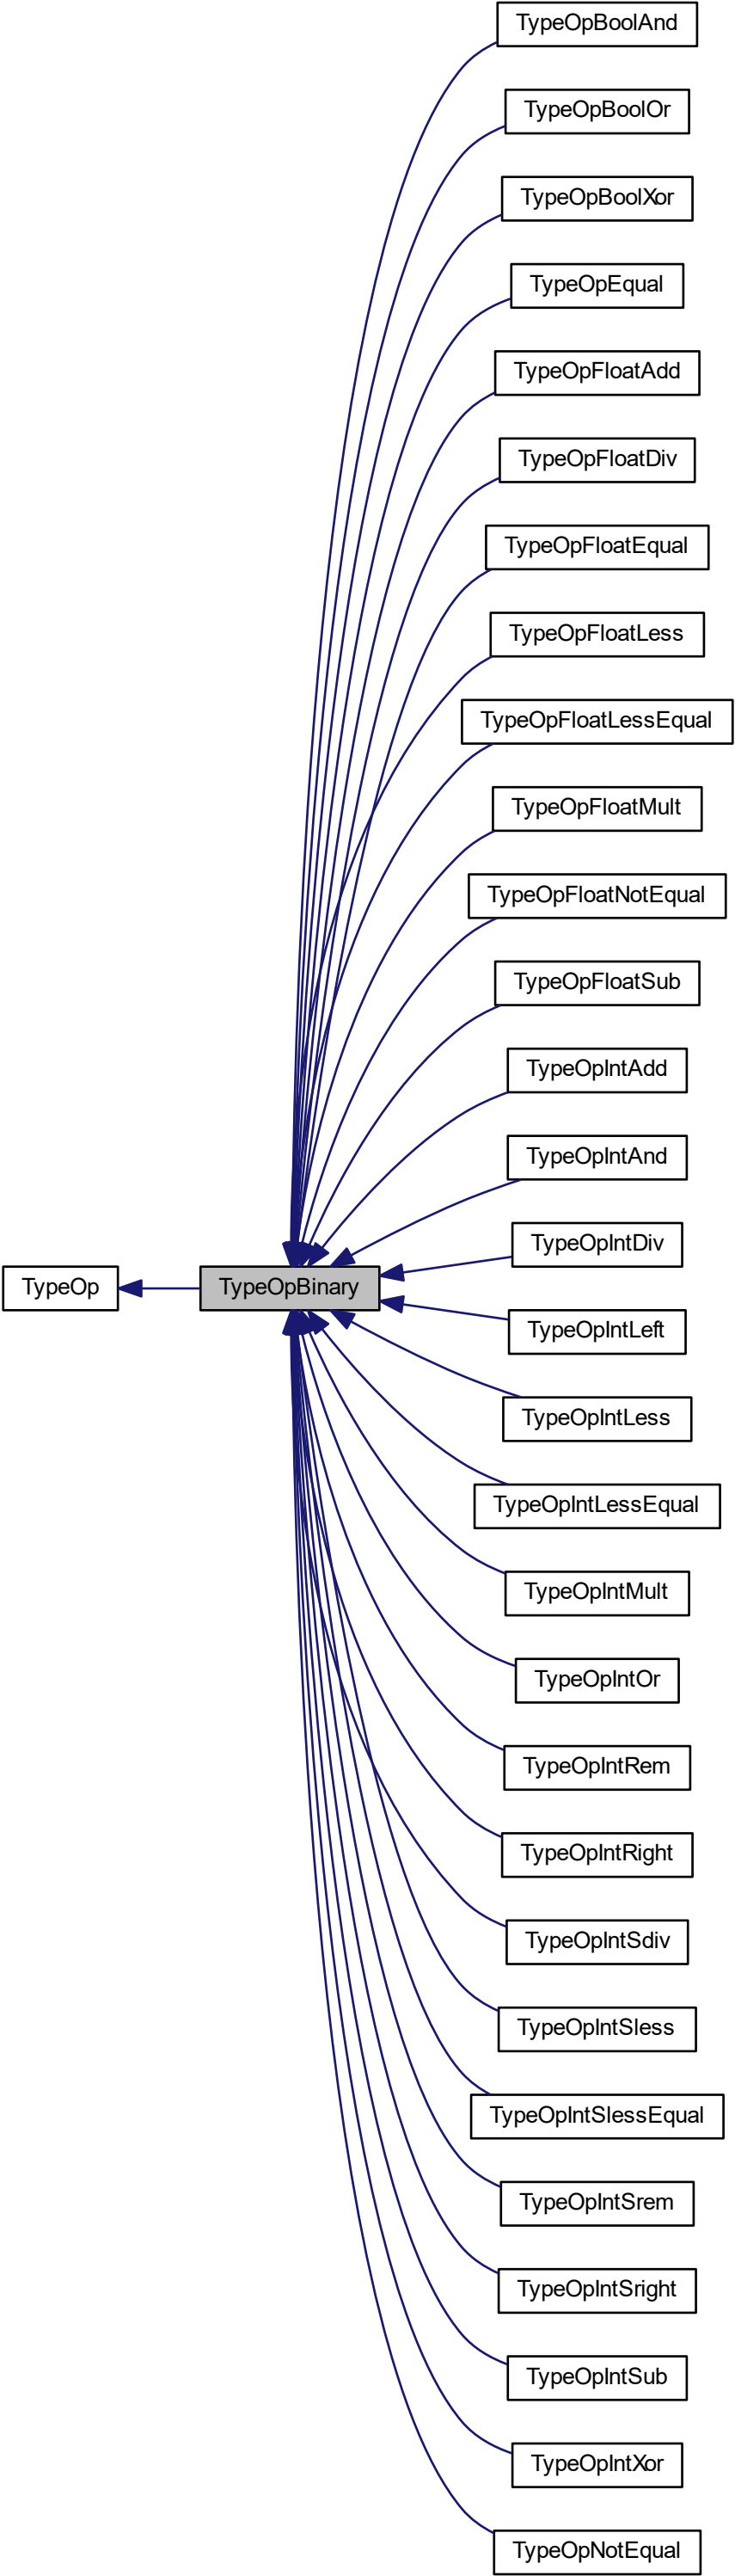 TypeOpBoolAnd
TypeOpBoolOr
TypeOpBoolXor
TypeOpEqual
TypeOpFloatAdd
TypeOpFloatDiv
TypeOpFloatEqual
TypeOpFloatLess
TypeOpFloatLessEqual
TypeOpFloatMult
TypeOpFloatNotEqual
TypeOpFloatSub
TypeOpIntAdd
TypeOpIntAnd
TypeOpIntDiv
TypeOp
TypeOpBinary
TypeOpIntLeft
TypeOpIntLess
TypeOpIntLessEqual
TypeOpIntMult
TypeOpIntOr
TypeOpIntRem
TypeOpIntRight
TypeOpIntSdiv
TypeOpIntSless
TypeOpIntSlessEqual
TypeOpIntSrem
TypeOpIntSright
TypeOpIntSub
TypeOpIntXor
TypeOpNotEqual